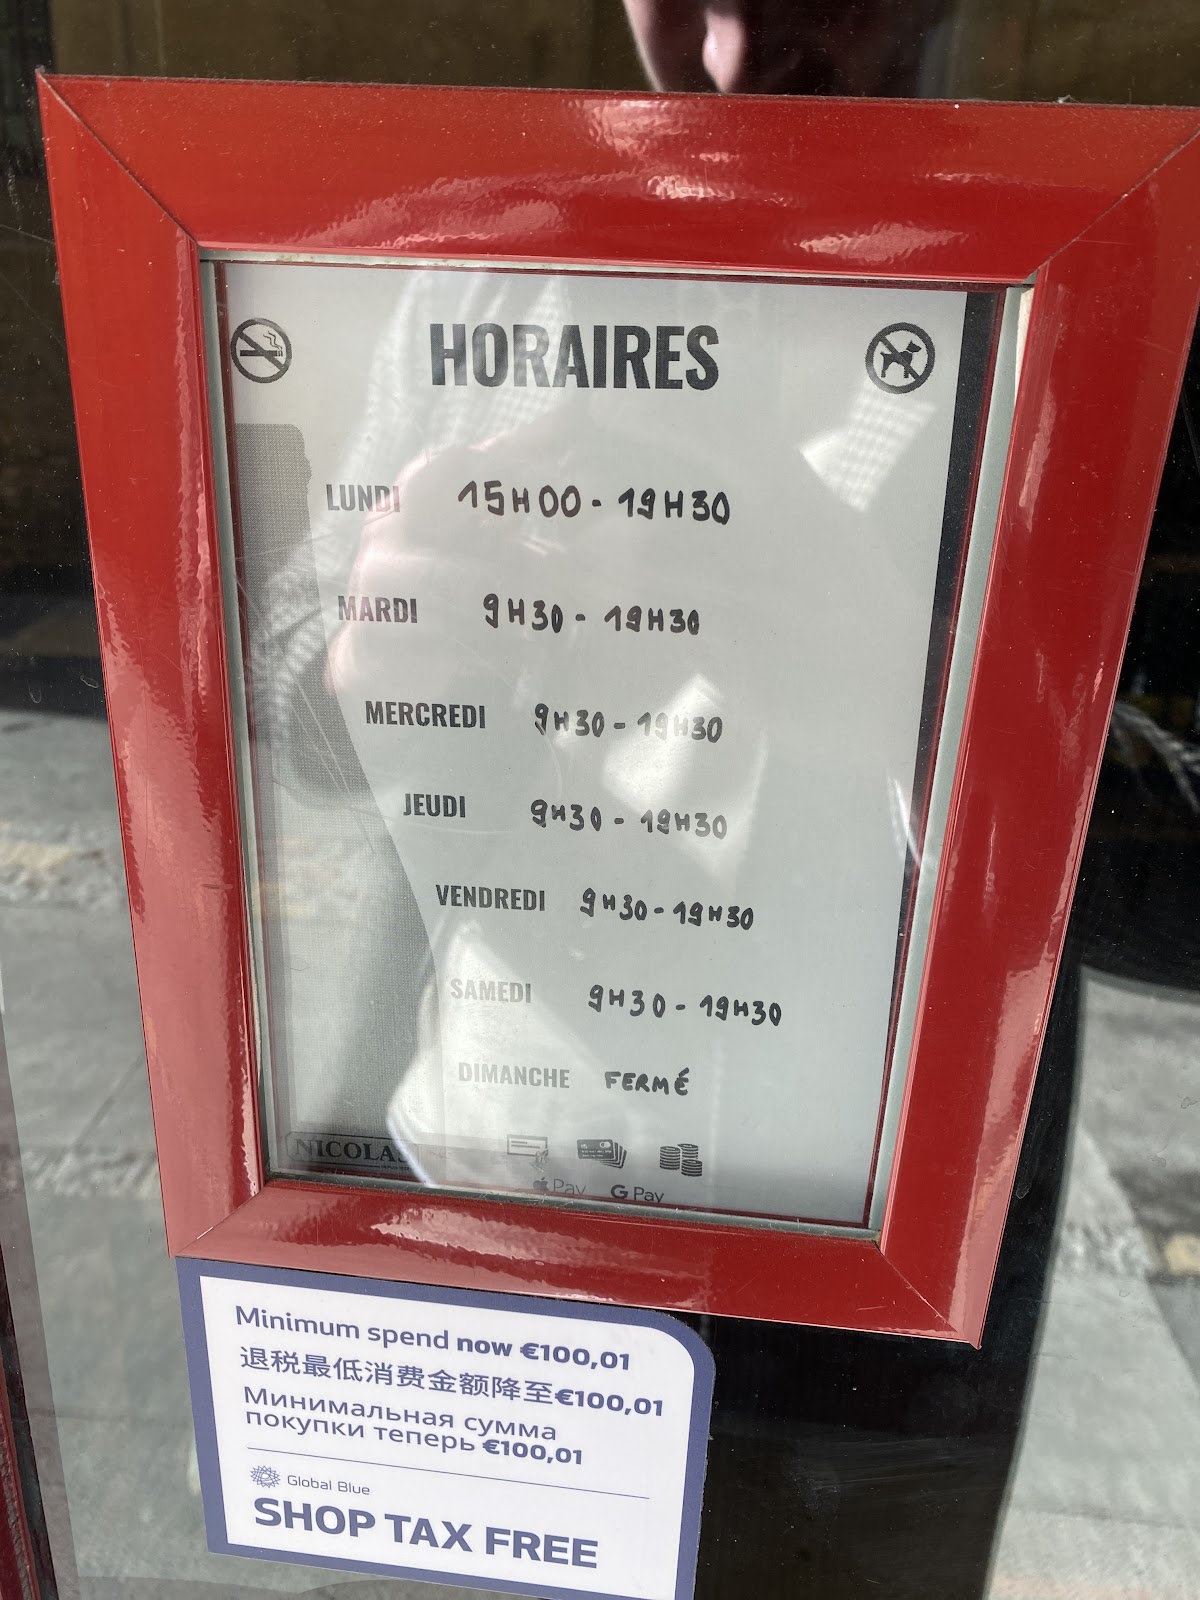 HORAIRES
LUNDI 15H00 - 19H30
MARDI 9H30 - 19H30
MERCREDI 9H30 - 19H30
JEUDI 9H30 - 19H30
VENDREDI 9H30 - 19H30
SAMEDI 9H30 - 19H30
DIMANCHE FERMÉ
NICOLAS
Pay G Pay
Minimum spend now €100,01
退税最低消费金额降至€100,01
Минимальная сумма
покупки теперь €100,01
Global Blue
SHOP TAX FREE